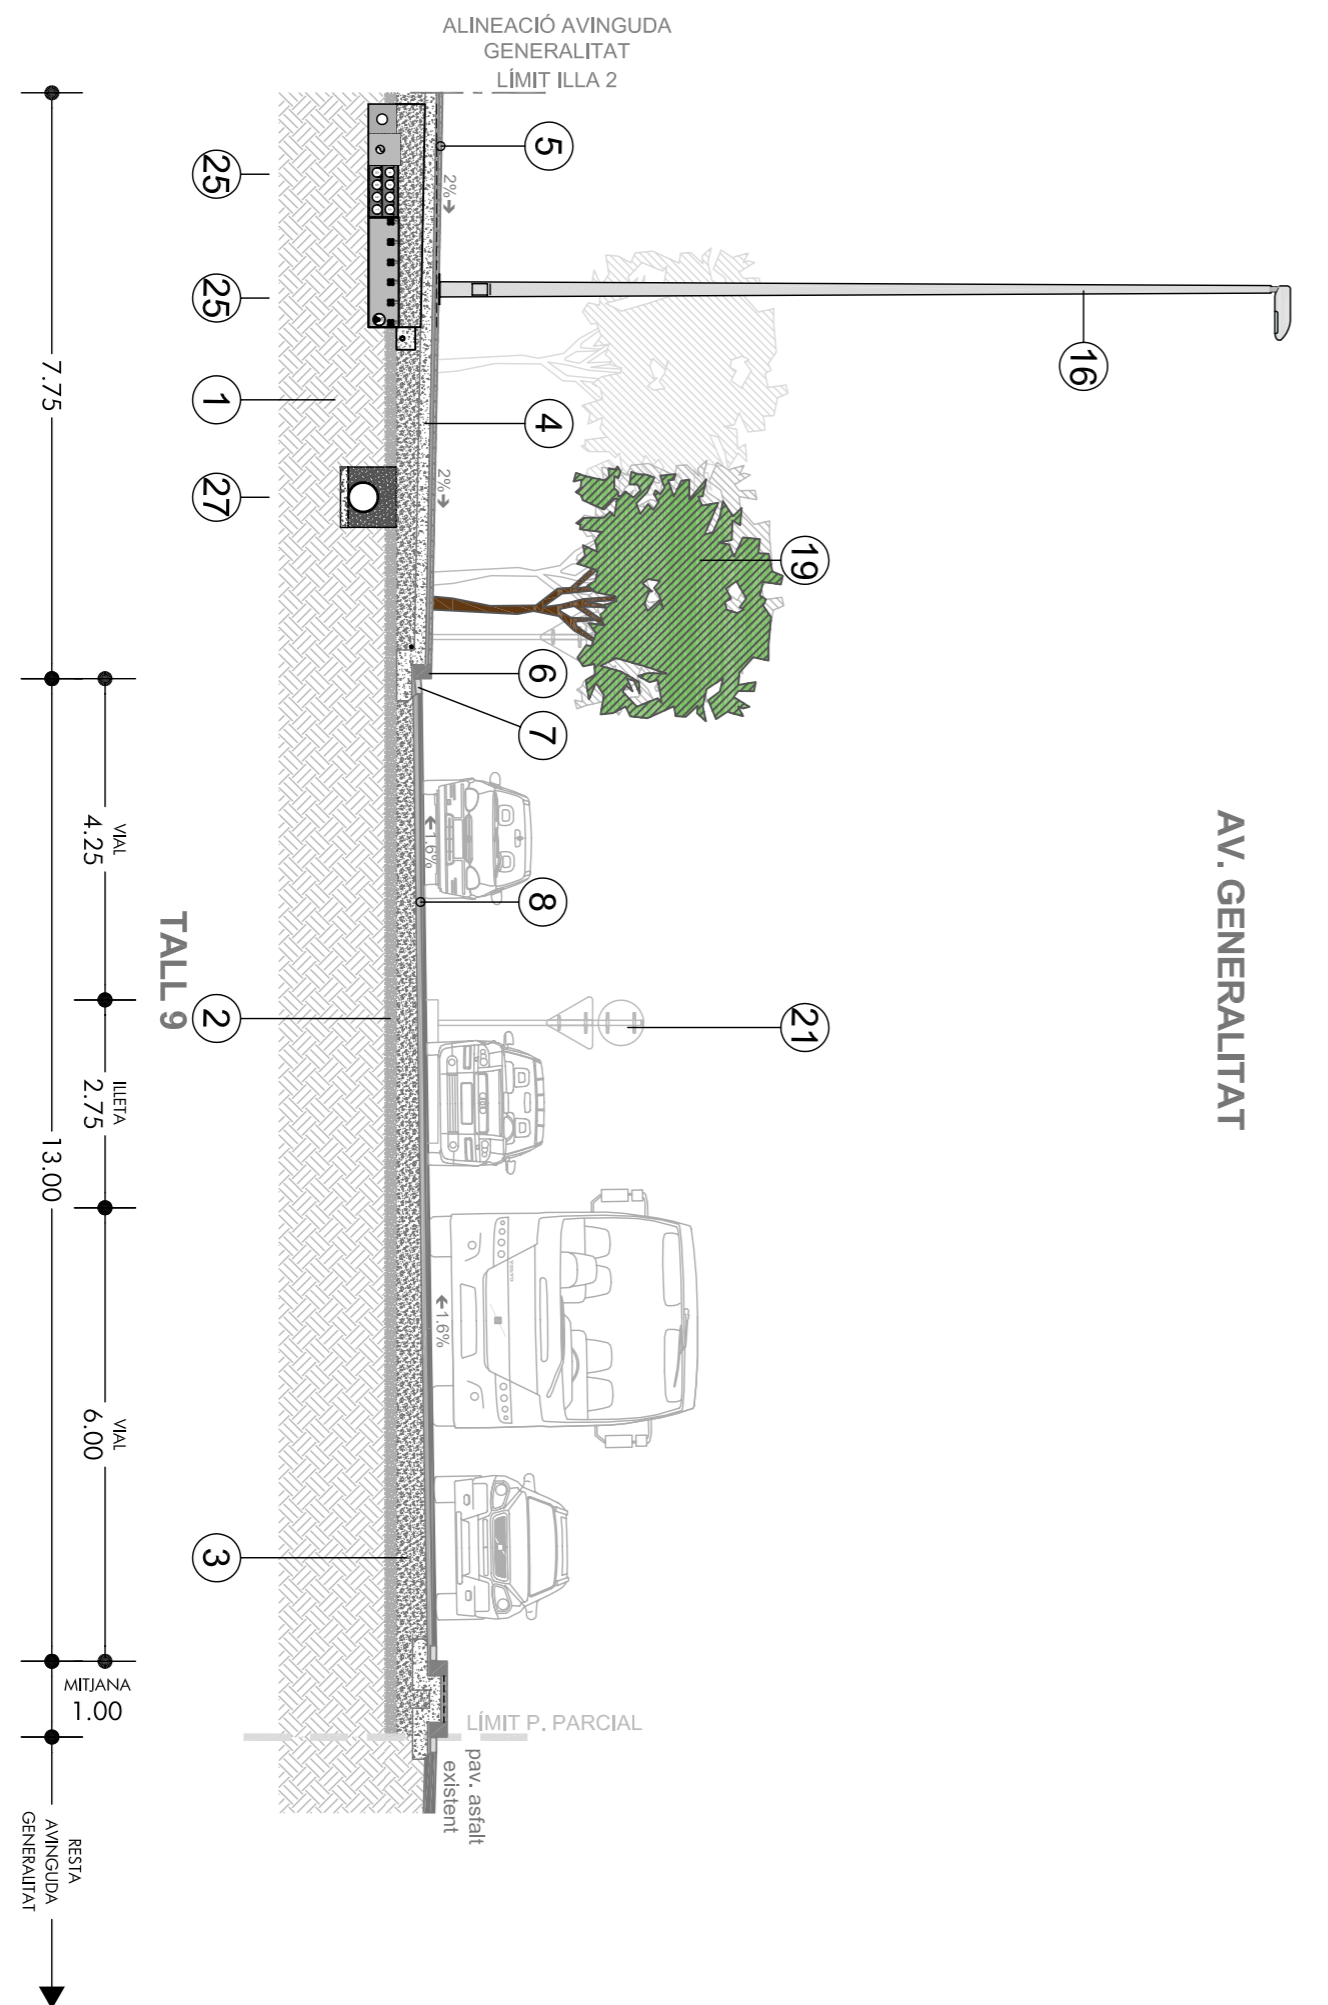 ALINEACIÓ AVINGUDA
GENERALITAT
LÍMIT ILLA 2
AV. GENERALITAT
16
19
21
5
4
6
7
8
2%
2%
1.6%
1.6%
LÍMIT P. PARCIAL
pav. asfalt
existent
25
25
1
27
2
3
TALL 9
VIAL
4.25
ILLETA
2.75
VIAL
6.00
7.75
13.00
MITJANA
1.00
RESTA
AVINGUDA
GENERALITAT